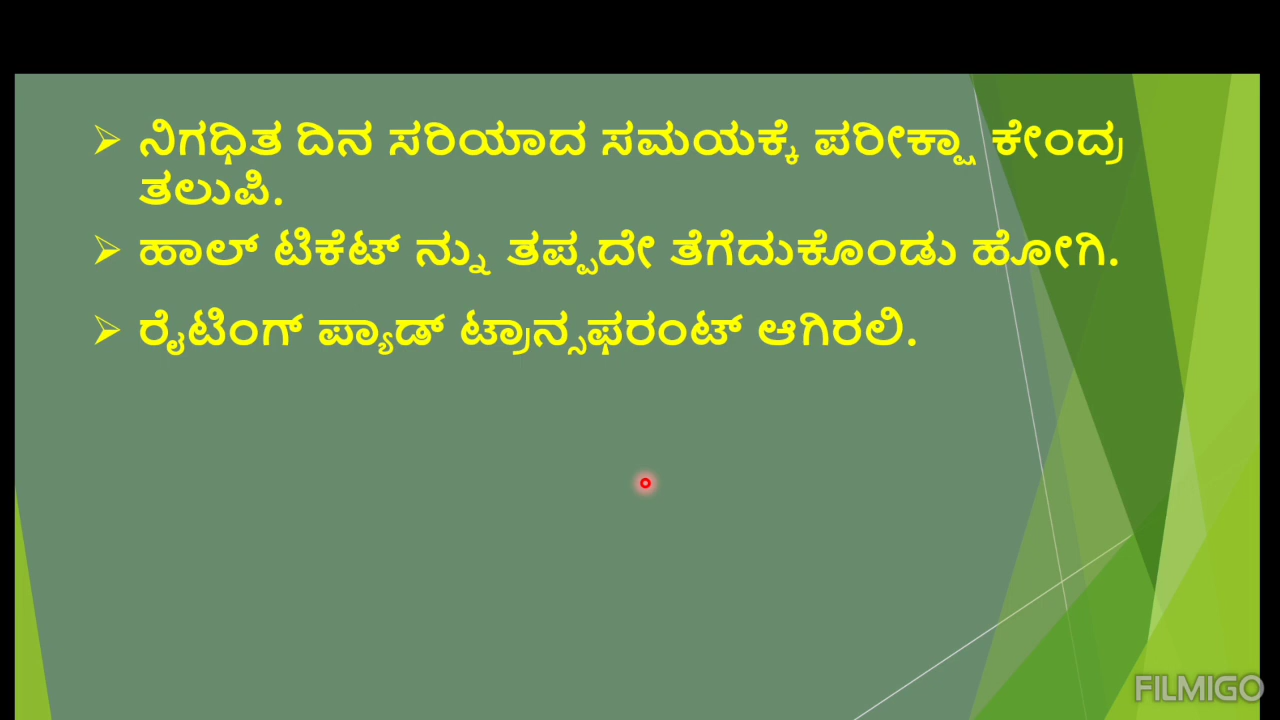 ➢ ನಿಗಧಿತ ದಿನ ಸರಿಯಾದ ಸಮಯಕ್ಕೆ ಪರೀಕ್ಷಾ ಕೇಂದ್ರ
ತಲುಪಿ.
➢ ಹಾಲ್ ಟಿಕೆಟ್ ನ್ನು ತಪ್ಪದೇ ತೆಗೆದುಕೊಂಡು ಹೋಗಿ.
➢ ರೈಟಿಂಗ್ ಪ್ಯಾಡ್ ಟ್ರಾನ್ಸಫರಂಟ್ ಆಗಿರಲಿ.
FILMIGO